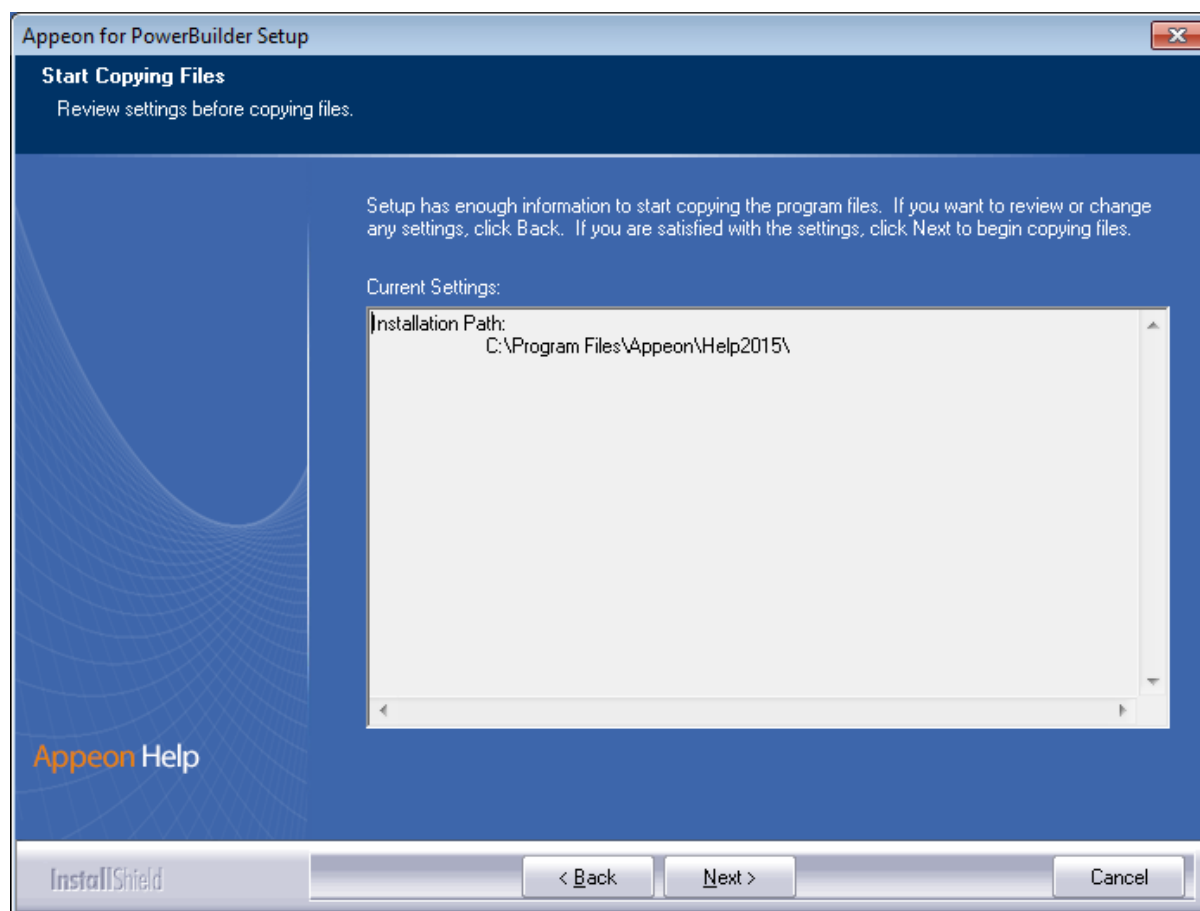 Appeon for PowerBuilder Setup
Start Copying Files
Review settings before copying files.
Setup has enough information to start copying the program files. If you want to review or change
any settings, click Back. If you are satisfied with the settings, click Next to begin copying files.
Current Settings:
Installation Path:
C:\Program Files\Appeon\Help2015\
Appeon Help
InstallShield
< Back
Next >
Cancel